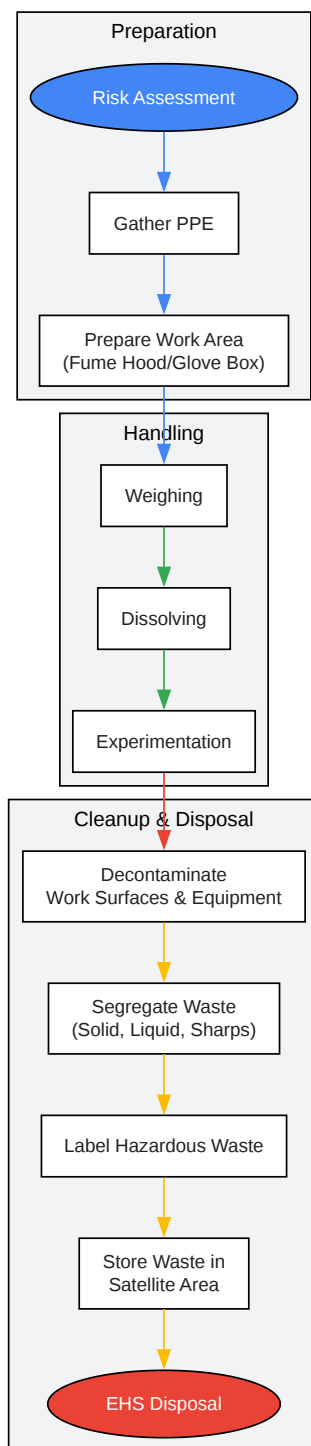 Preparation
Risk Assessment
Gather PPE
Prepare Work Area
(Fume Hood/Glove Box)
Handling
Weighing
Dissolving
Experimentation
Cleanup & Disposal
Decontaminate
Work Surfaces & Equipment
Segregate Waste
(Solid, Liquid, Sharps)
Label Hazardous Waste
Store Waste in
Satellite Area
EHS Disposal